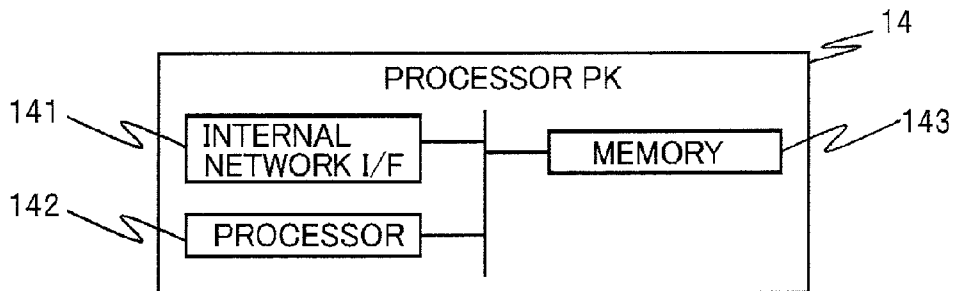 14
PROCESSOR PK
141
INTERNAL
NETWORK I/F
MEMORY
143
142
PROCESSOR